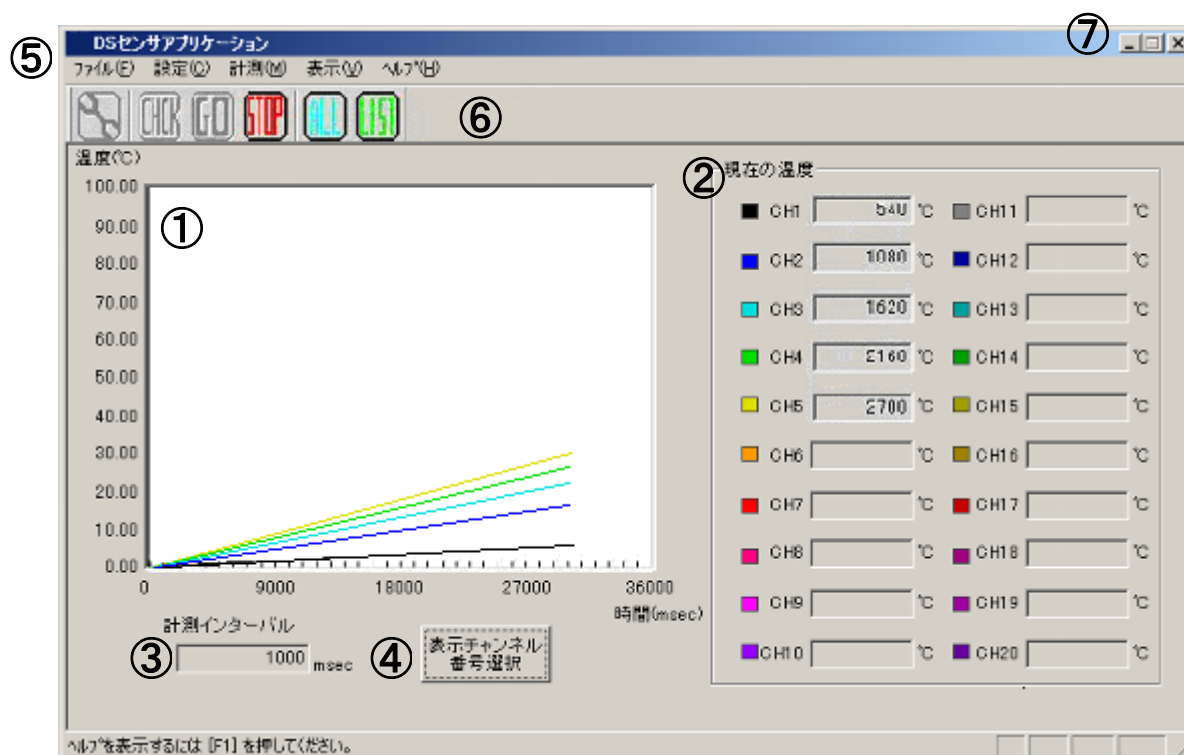 ⑦
DSセンサアプリケーション
⑤
ファイル(F) 設定(C) 計測(M) 表示(V) ヘルプ(H)
CHCK GO STOP ALL LIST
⑥
温度(℃)
100.00
90.00
80.00
70.00
60.00
50.00
40.00
30.00
20.00
10.00
0.00
①
0 9000 18000 27000 36000
時間(msec)
計測インターバル
③ 1000 msec
④ 表示チャンネル
番号選択
②
現在の温度
CH1 540 ℃ CH11 ℃
CH2 1080 ℃ CH12 ℃
CH3 1620 ℃ CH13 ℃
CH4 2160 ℃ CH14 ℃
CH5 2700 ℃ CH15 ℃
CH6 ℃ CH16 ℃
CH7 ℃ CH17 ℃
CH8 ℃ CH18 ℃
CH9 ℃ CH19 ℃
CH10 ℃ CH20 ℃
ヘルプを表示するには [F1] を押してください。